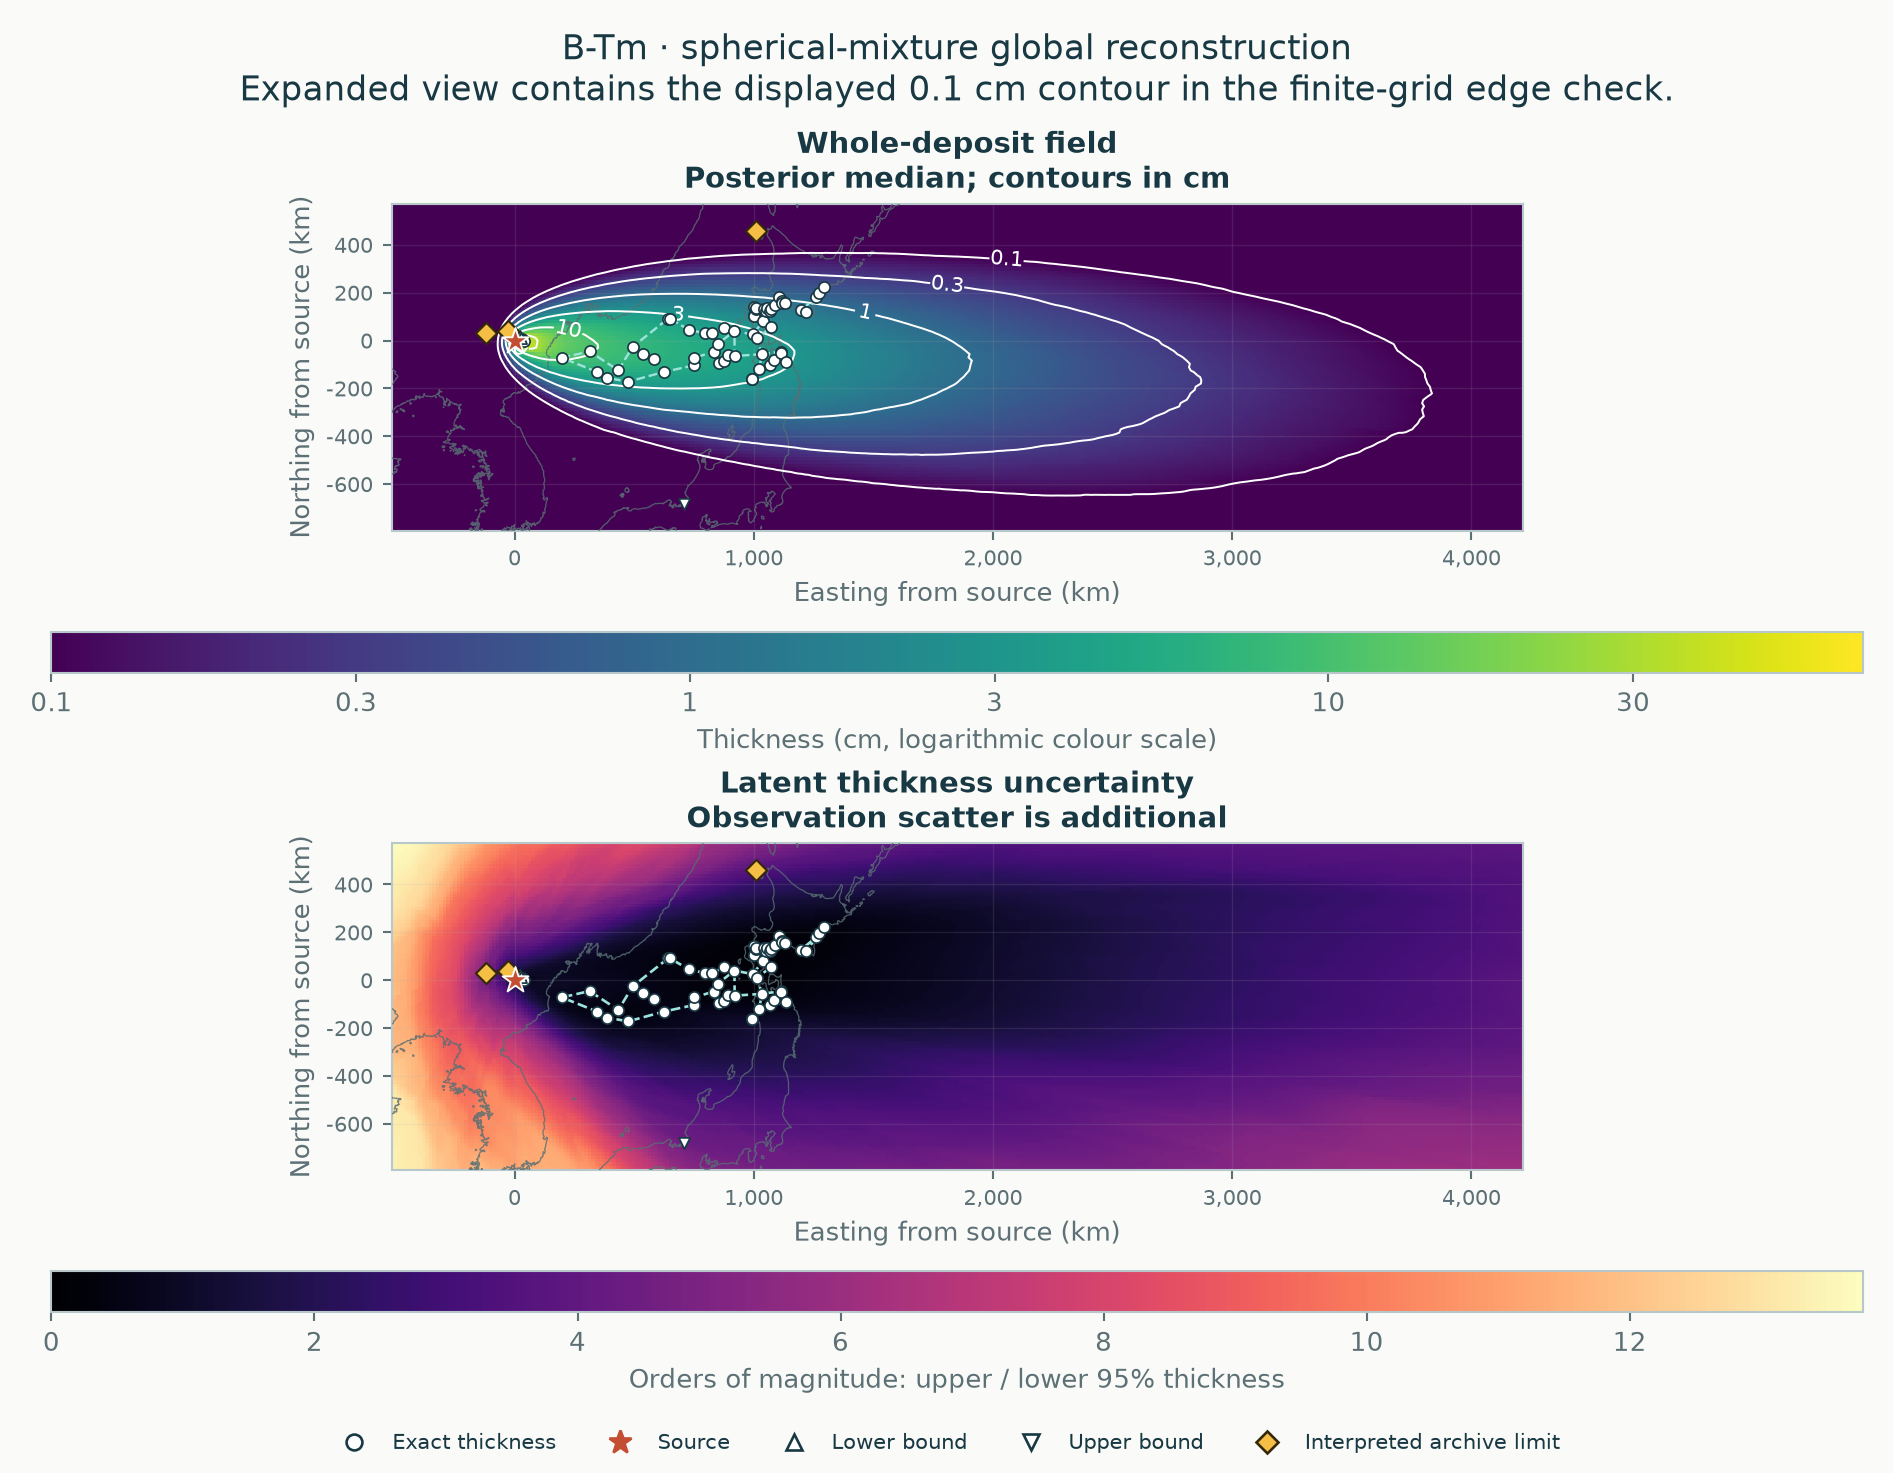 B-Tm · spherical-mixture global reconstruction
Expanded view contains the displayed 0.1 cm contour in the finite-grid edge check.
Whole-deposit field
Posterior median; contours in cm
Northing from source (km)
400
200
0
-200
-400
-600
0.1
0.3
1
3
10
0
1,000
2,000
3,000
4,000
Easting from source (km)
0.1
0.3
1
3
10
30
Thickness (cm, logarithmic colour scale)
Latent thickness uncertainty
Observation scatter is additional
Northing from source (km)
400
200
0
-200
-400
-600
0
1,000
2,000
3,000
4,000
Easting from source (km)
0
2
4
6
8
10
12
Orders of magnitude: upper / lower 95% thickness
Exact thickness
Source
Lower bound
Upper bound
Interpreted archive limit